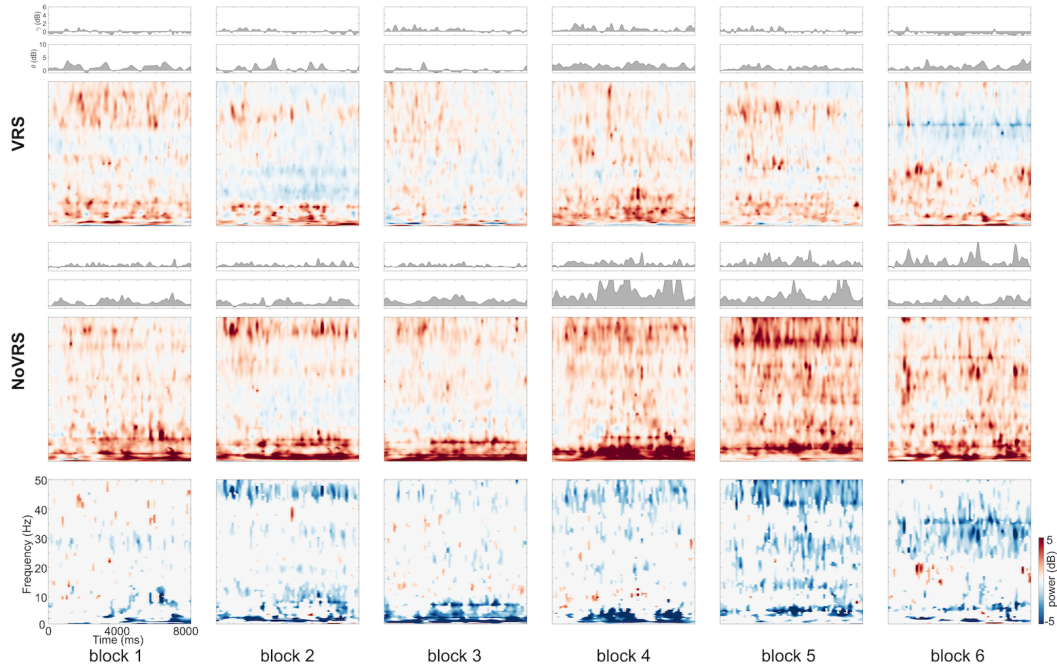 6
4
2
0
γ (dB)
10
5
0
θ (dB)
VRS
NoVRS
50
40
30
20
10
0
Frequency (Hz)
0 4000 8000
Time (ms)
5
-5
power (dB)
block 1 block 2 block 3 block 4 block 5 block 6